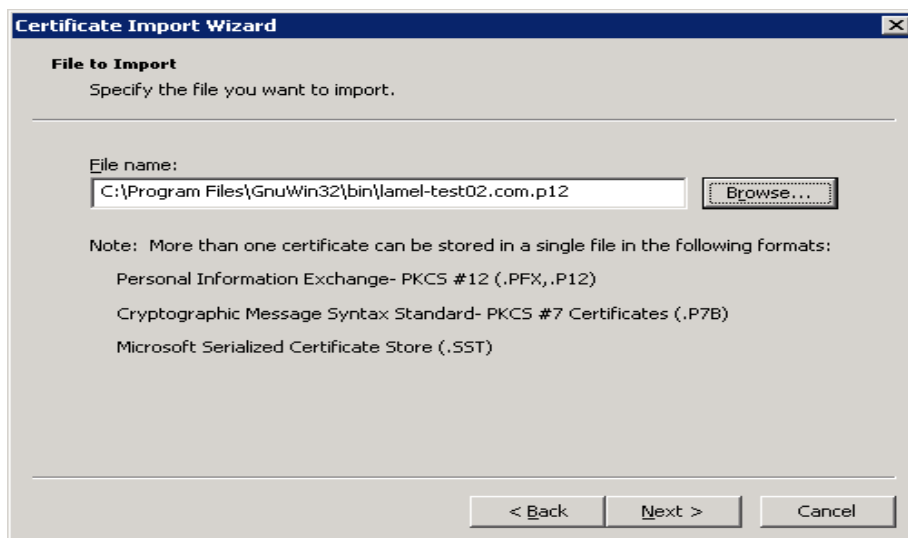 Certificate Import Wizard
File to Import
Specify the file you want to import.
File name:
C:\Program Files\GnuWin32\bin\lamel-test02.com.p12
Browse...
Note: More than one certificate can be stored in a single file in the following formats:
Personal Information Exchange- PKCS #12 (.PFX,.P12)
Cryptographic Message Syntax Standard- PKCS #7 Certificates (.P7B)
Microsoft Serialized Certificate Store (.SST)
< Back
Next >
Cancel